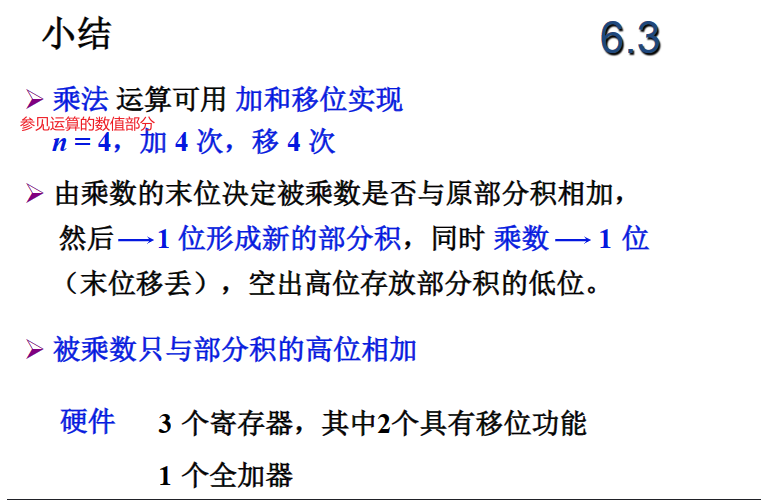 小结
6.3
乘法 运算可用 加和移位实现
参见运算的数值部分
n = 4，加 4 次，移 4 次
由乘数的末位决定被乘数是否与原部分积相加，
然后 → 1 位形成新的部分积，同时 乘数 → 1 位
（末位移丢），空出高位存放部分积的低位。
被乘数只与部分积的高位相加
硬件 3 个寄存器，其中2个具有移位功能
1 个全加器